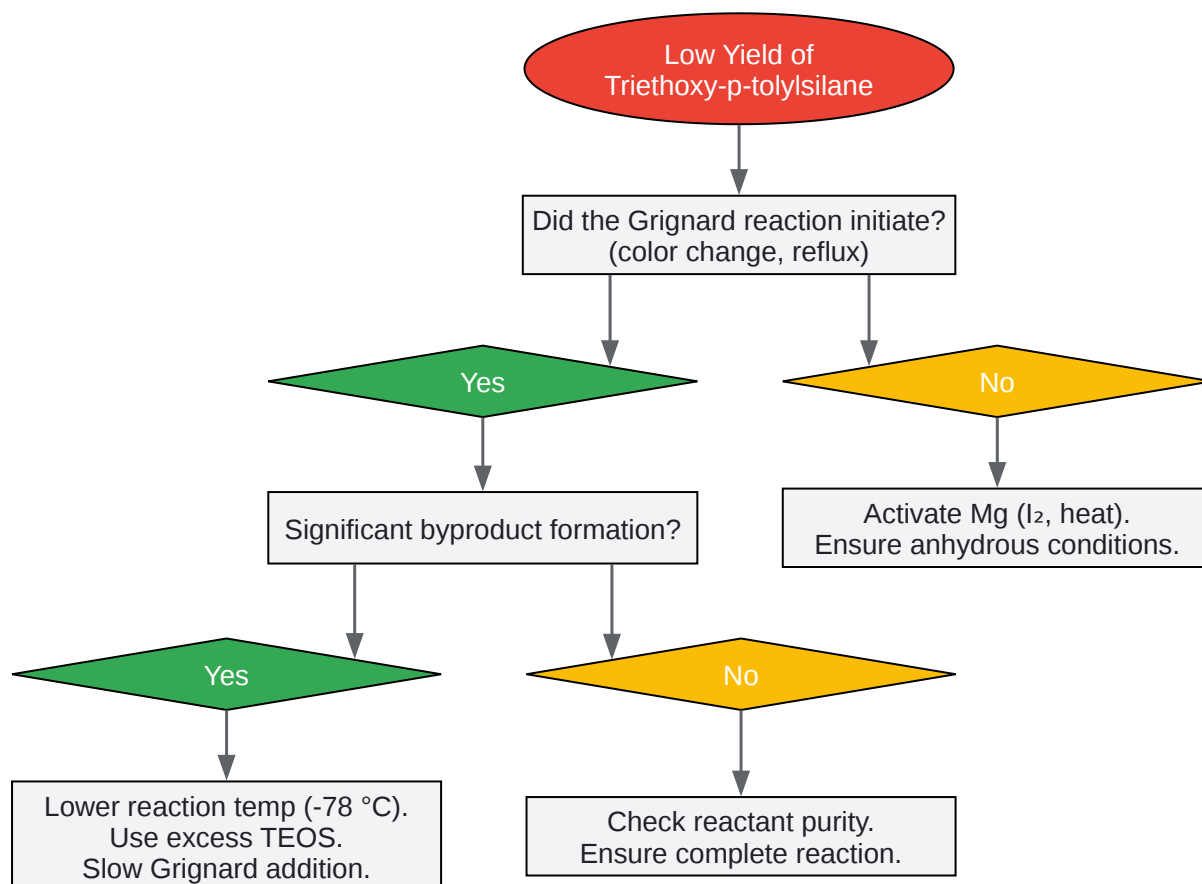 Low Yield of
Triethoxy-p-tolylsilane
Did the Grignard reaction initiate?
(color change, reflux)
Yes
No
Significant byproduct formation?
Activate Mg (I₂, heat).
Ensure anhydrous conditions.
Yes
No
Lower reaction temp (-78 °C).
Use excess TEOS.
Slow Grignard addition.
Check reactant purity.
Ensure complete reaction.